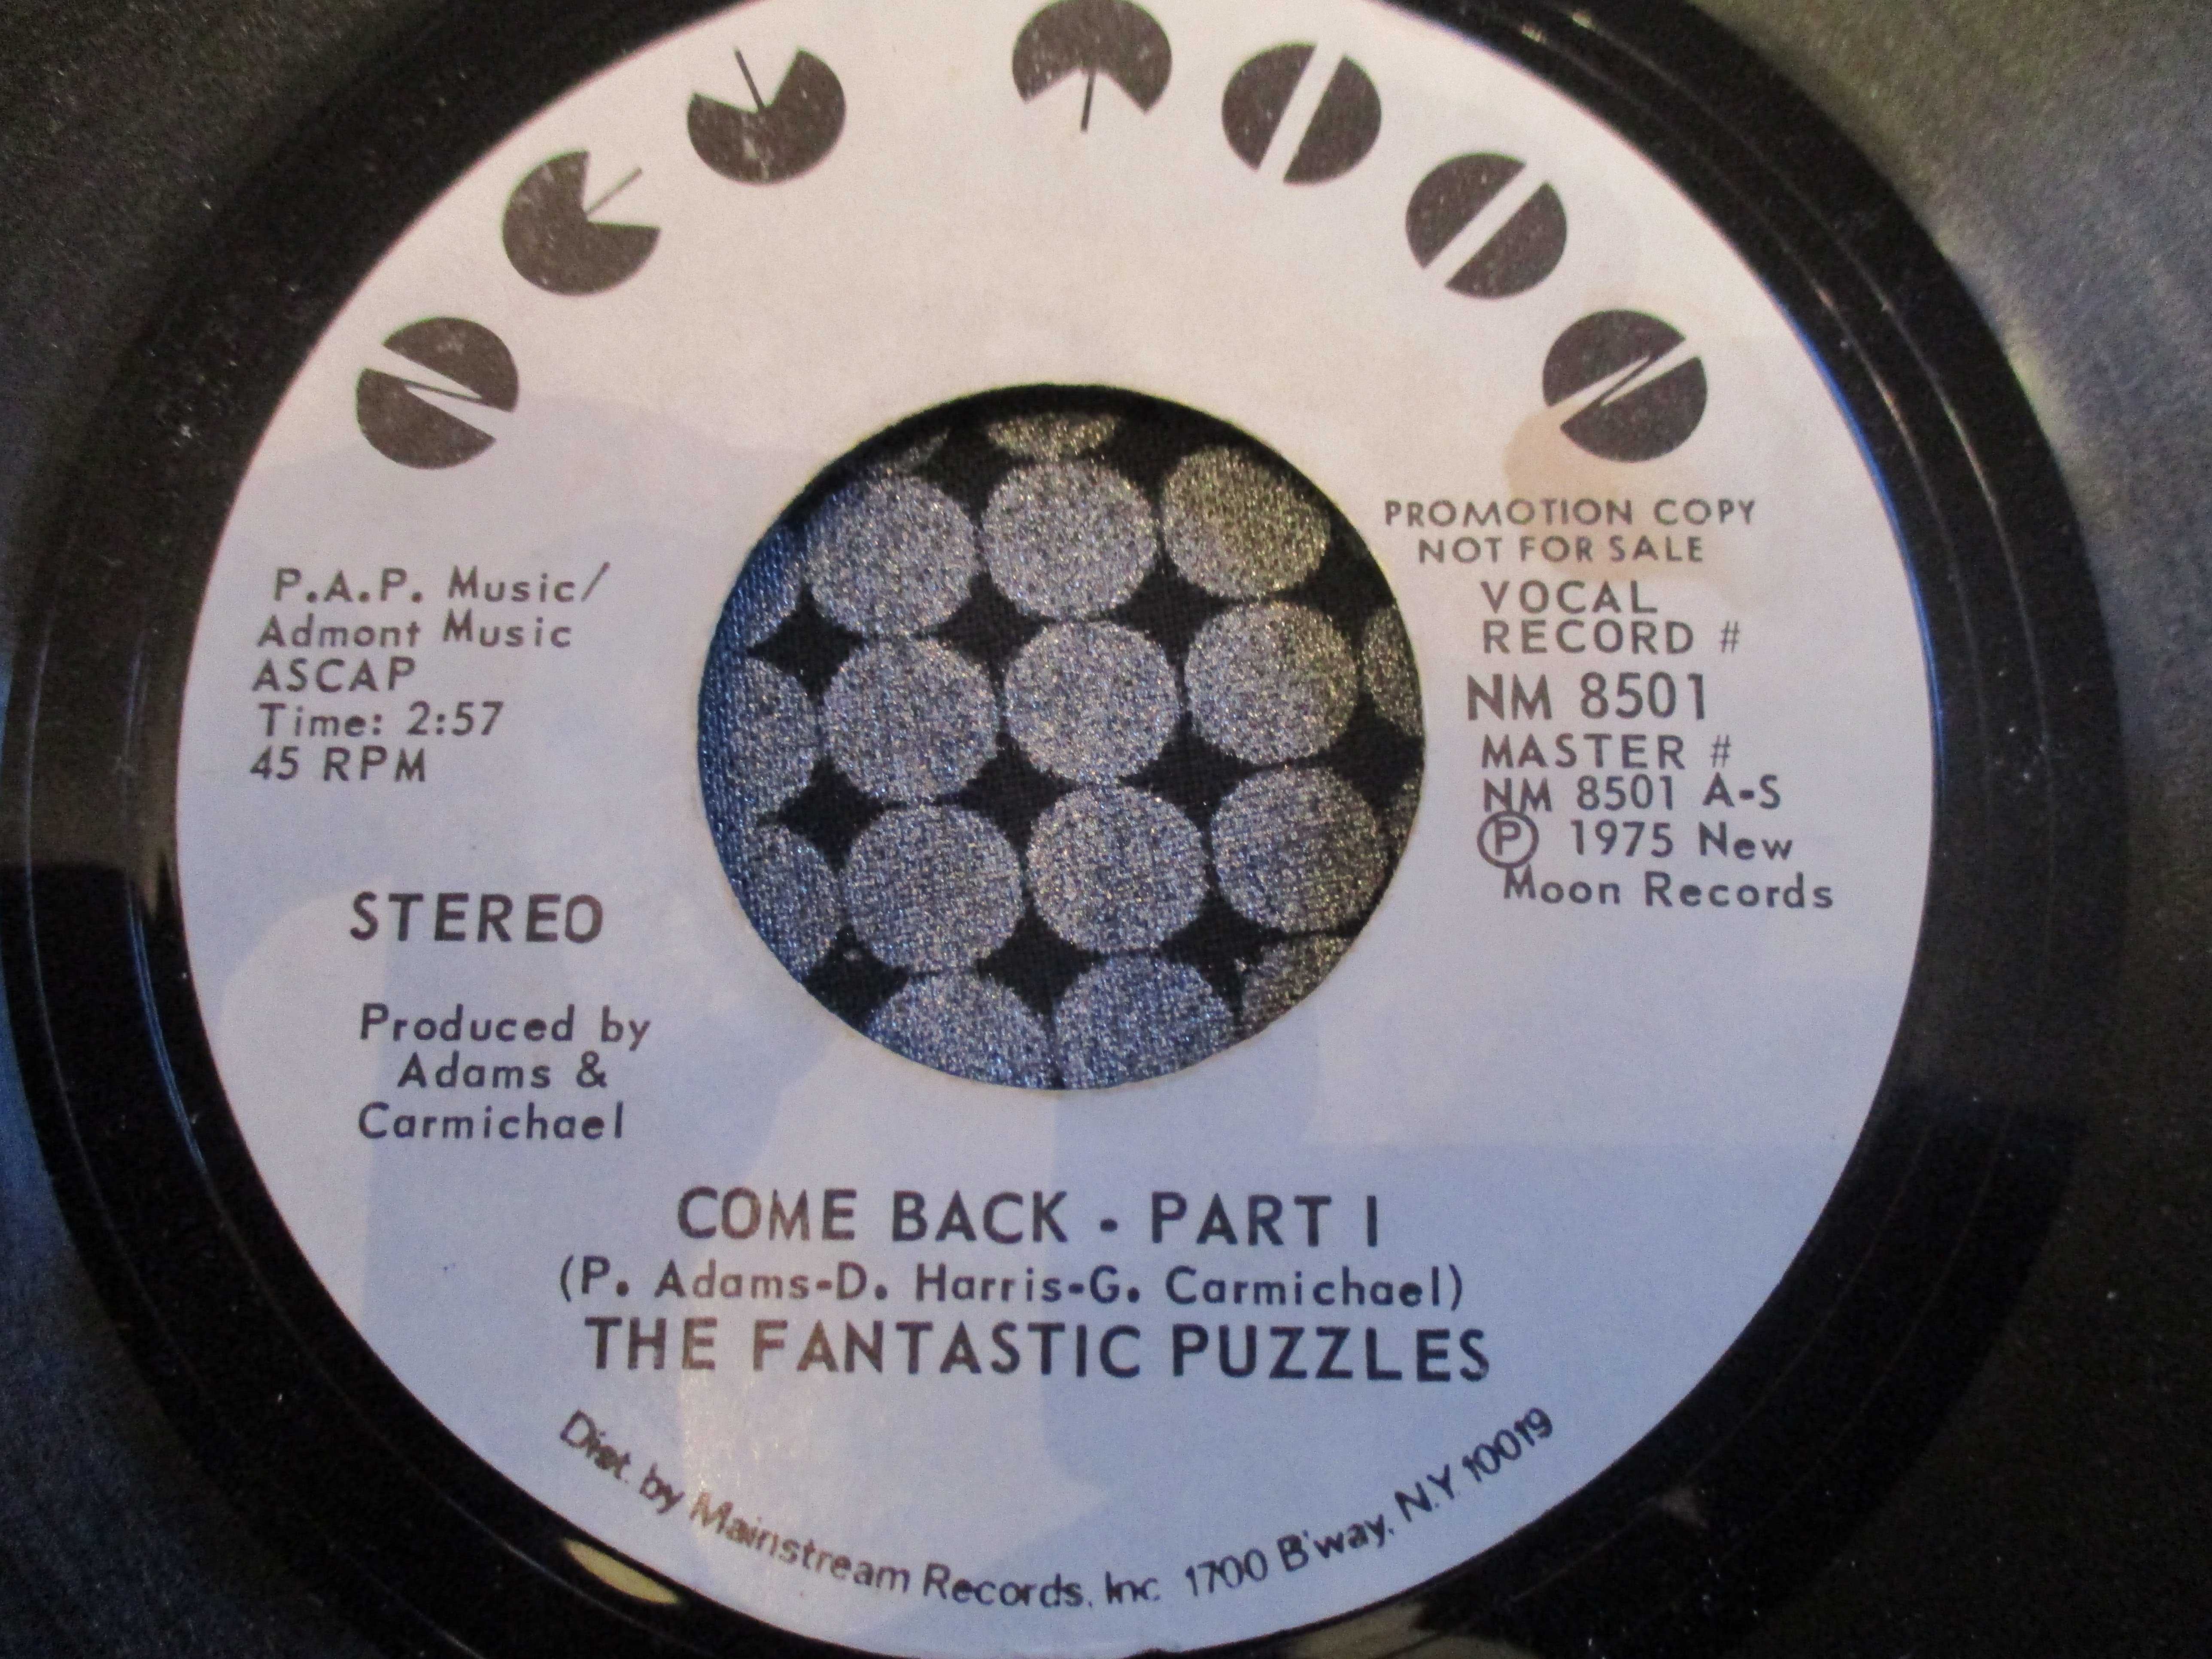 NEW MOON
P.A.P. Music/
Admont Music
ASCAP
Time: 2:57
45 RPM
STEREO
Produced by
Adams &
Carmichael
PROMOTION COPY
NOT FOR SALE
VOCAL
RECORD #
NM 8501
MASTER #
NM 8501 A-S
Ⓟ 1975 New
Moon Records
COME BACK - PART I
(P. Adams-D. Harris-G. Carmichael)
THE FANTASTIC PUZZLES
Dist. by Mainstream Records, Inc 1700 B'way, N.Y. 10019